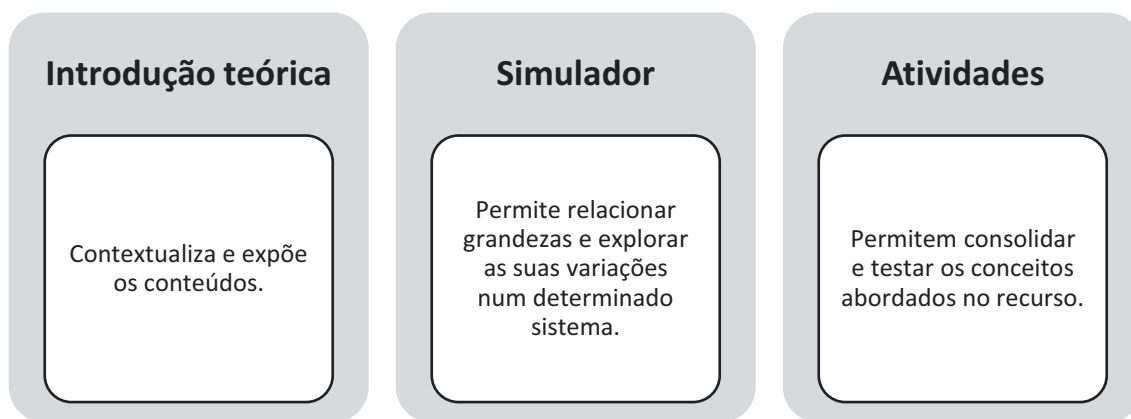 Introdução teórica
Contextualiza e expõe
os conteúdos.
Simulador
Permite relacionar
grandezas e explorar
as suas variações
num determinado
sistema.
Atividades
Permitem consolidar
e testar os conceitos
abordados no recurso.